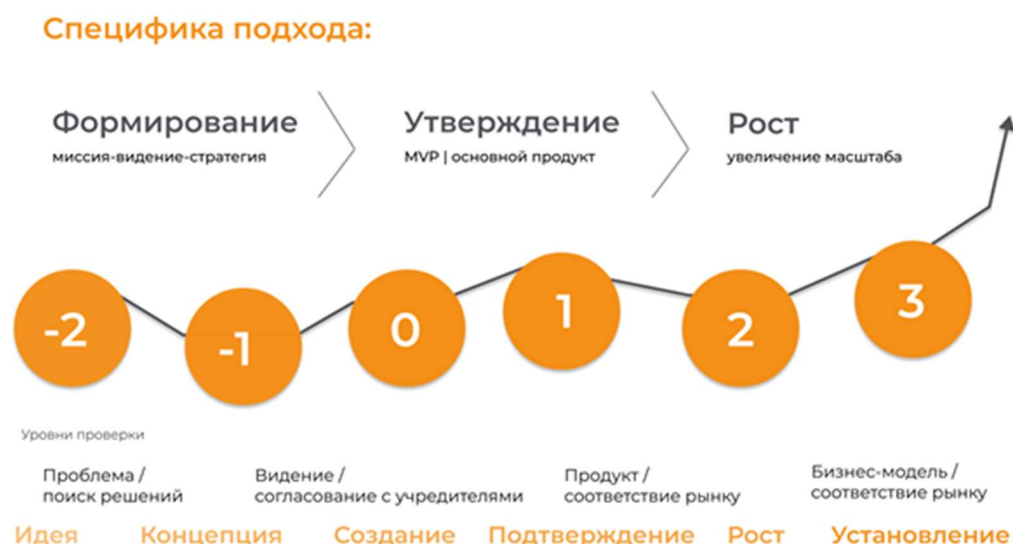 Специфика подхода:
Формирование
миссия-видение-стратегия
Утверждение
MVP | основной продукт
Рост
увеличение масштаба
-2
-1
0
1
2
3
Уровни проверки
Проблема /
поиск решений
Видение /
согласование с учредителями
Продукт /
соответствие рынку
Бизнес-модель /
соответствие рынку
Идея
Концепция
Создание
Подтверждение
Рост
Установление